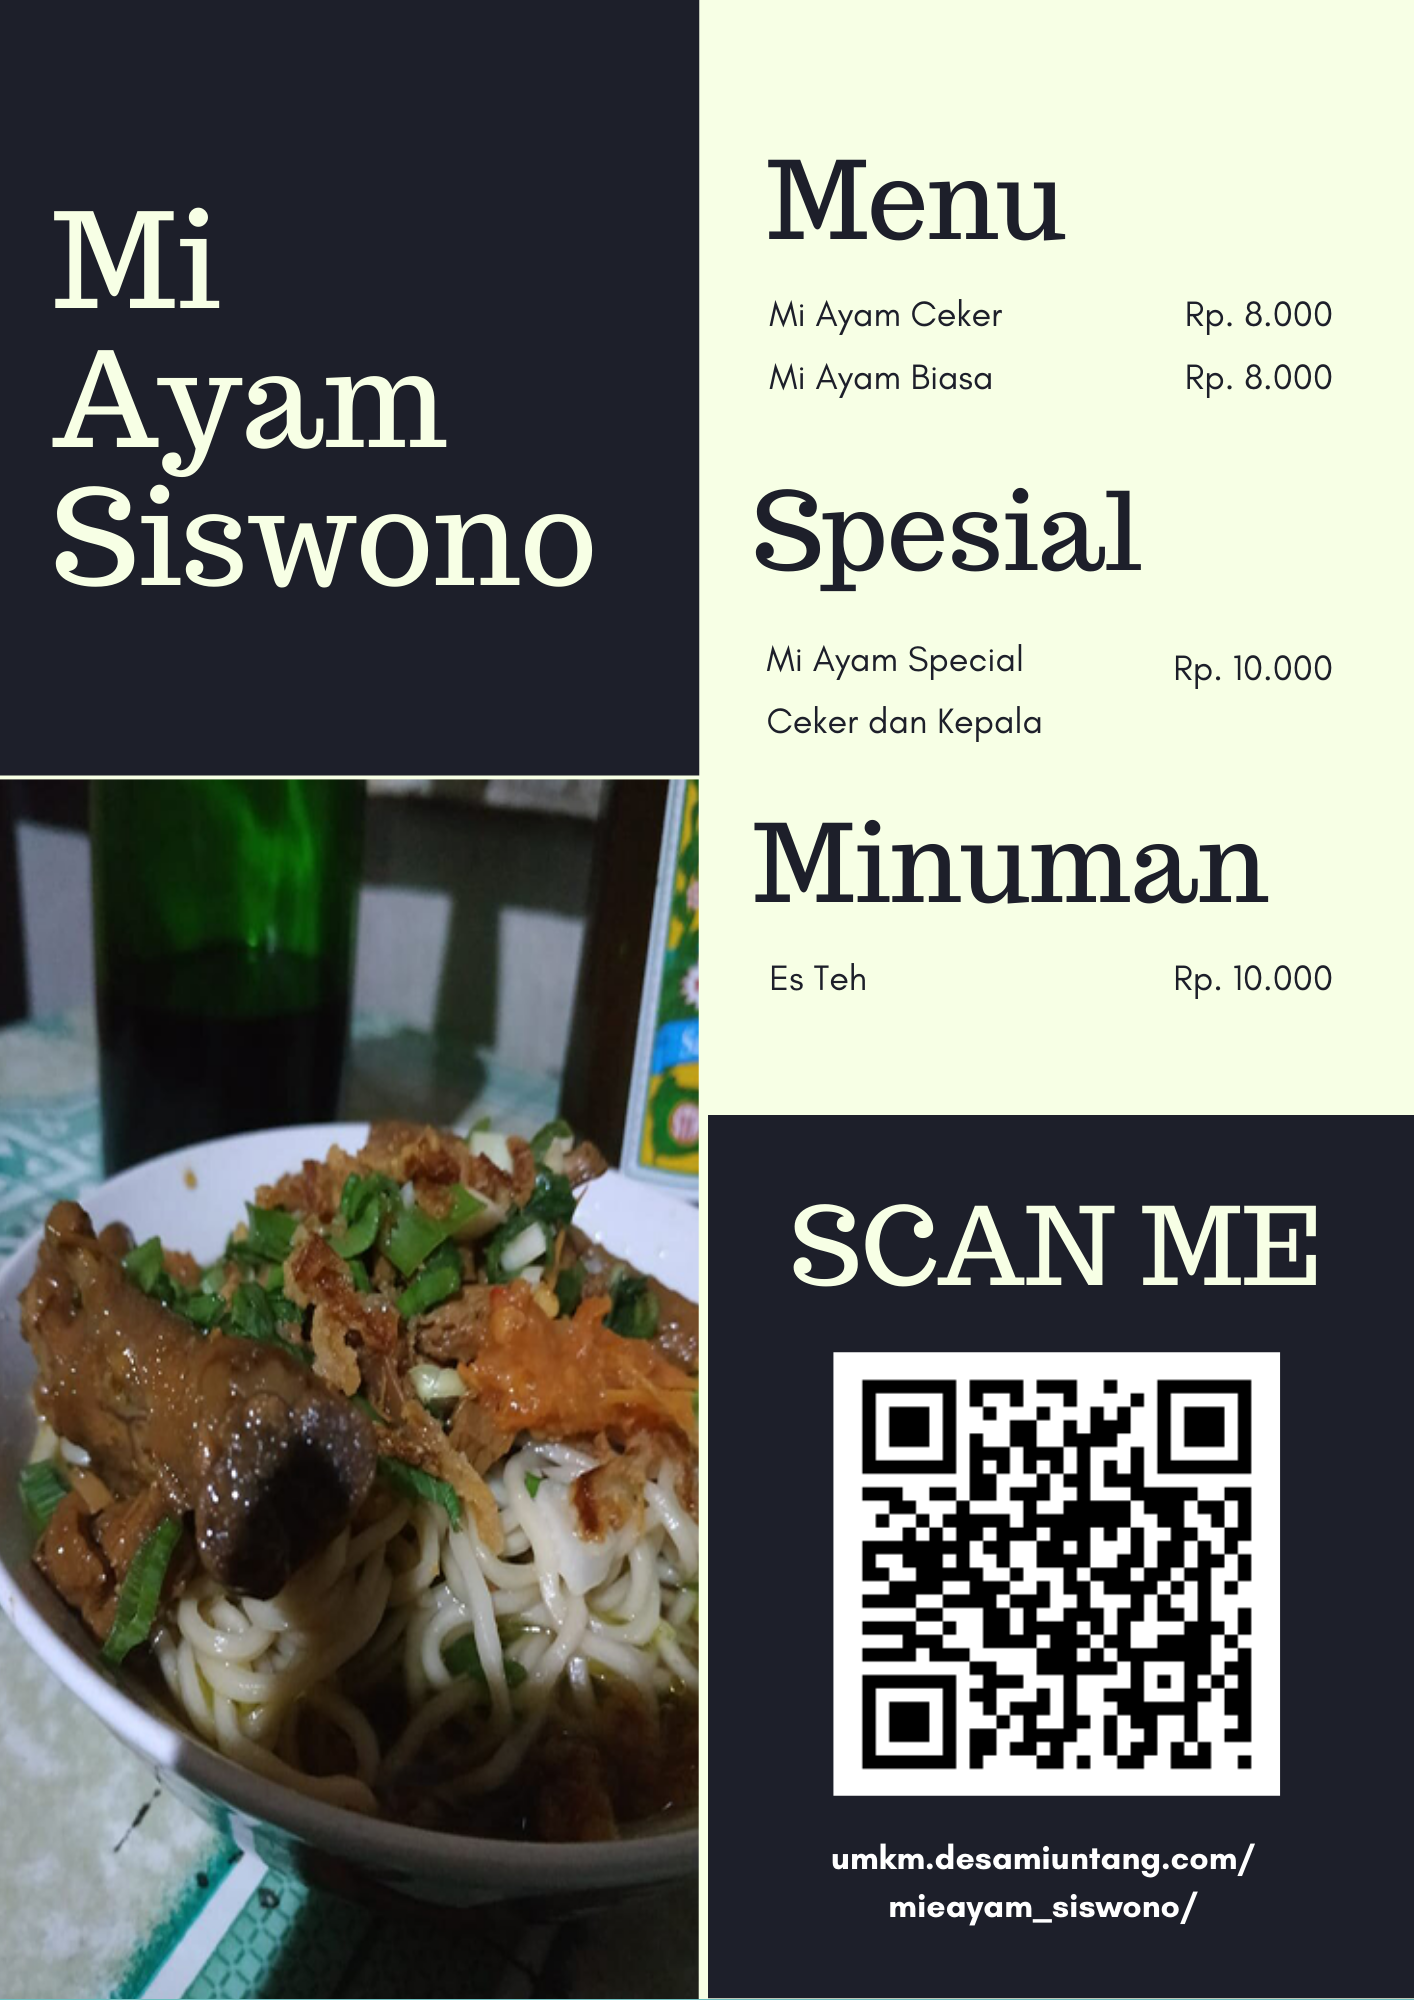 Mi
Ayam
Siswono
Menu
Mi Ayam Ceker Rp. 8.000
Mi Ayam Biasa Rp. 8.000
Spesial
Mi Ayam Special Rp. 10.000
Ceker dan Kepala
Minuman
Es Teh Rp. 10.000
SCAN ME
umkm.desamiuntang.com/
mieayam_siswono/